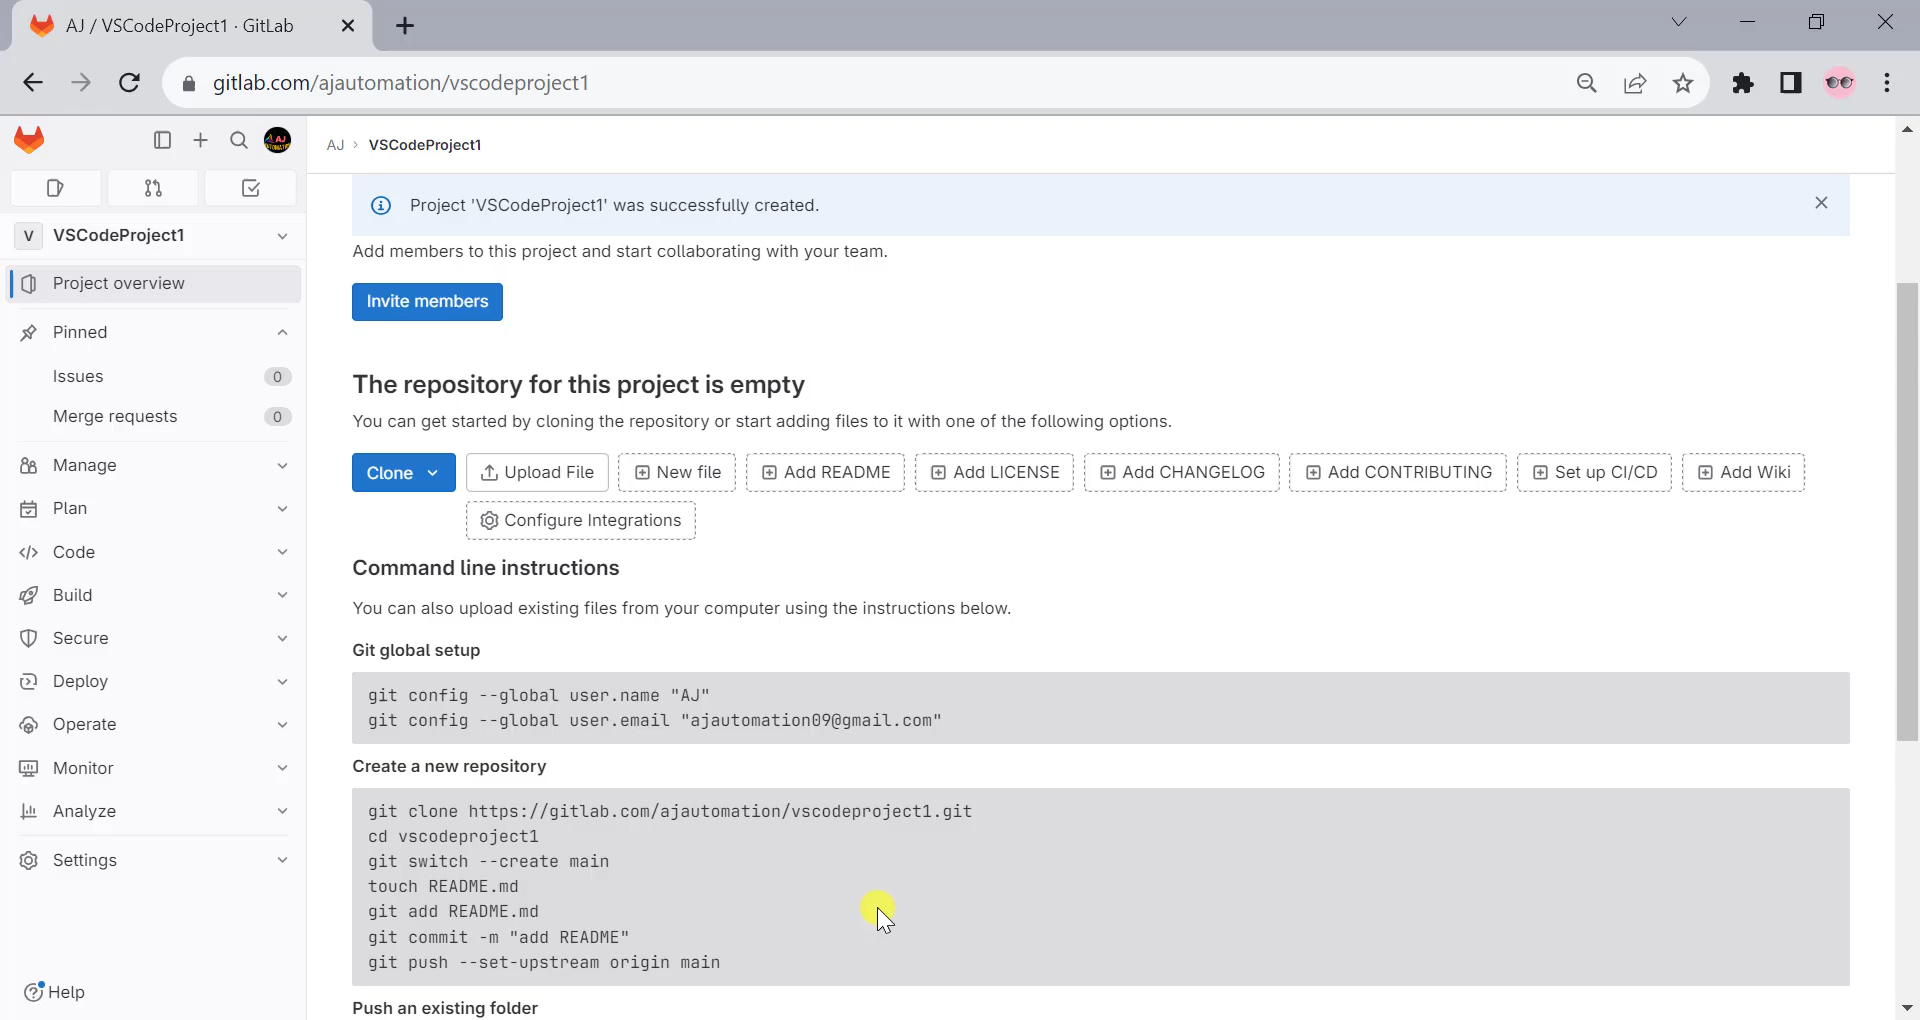 AJ / VSCodeProject1 · GitLab
gitlab.com/ajautomation/vscodeproject1
AJ › VSCodeProject1
V VSCodeProject1
Project overview
Pinned
Issues 0
Merge requests 0
Manage
Plan
Code
Build
Secure
Deploy
Operate
Monitor
Analyze
Settings
Help
Project 'VSCodeProject1' was successfully created.
Add members to this project and start collaborating with your team.
Invite members
The repository for this project is empty
You can get started by cloning the repository or start adding files to it with one of the following options.
Clone Upload File New file Add README Add LICENSE Add CHANGELOG Add CONTRIBUTING Set up CI/CD Add Wiki
Configure Integrations
Command line instructions
You can also upload existing files from your computer using the instructions below.
Git global setup
git config --global user.name "AJ"
git config --global user.email "ajautomation09@gmail.com"
Create a new repository
git clone https://gitlab.com/ajautomation/vscodeproject1.git
cd vscodeproject1
git switch --create main
touch README.md
git add README.md
git commit -m "add README"
git push --set-upstream origin main
Push an existing folder